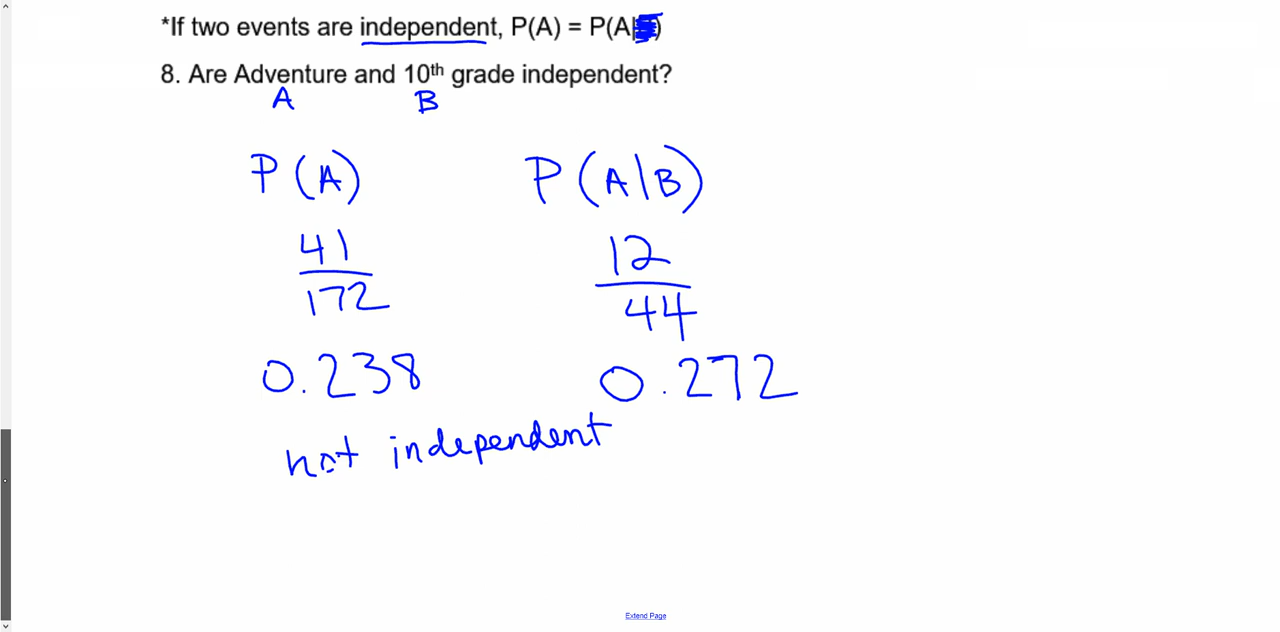 *If two events are independent, P(A) = P(A|
8. Are Adventure and 10th grade independent?
A B
P (A) P (A|B)
41 12
172 44
0.238 0.272
not independent
Extend Page